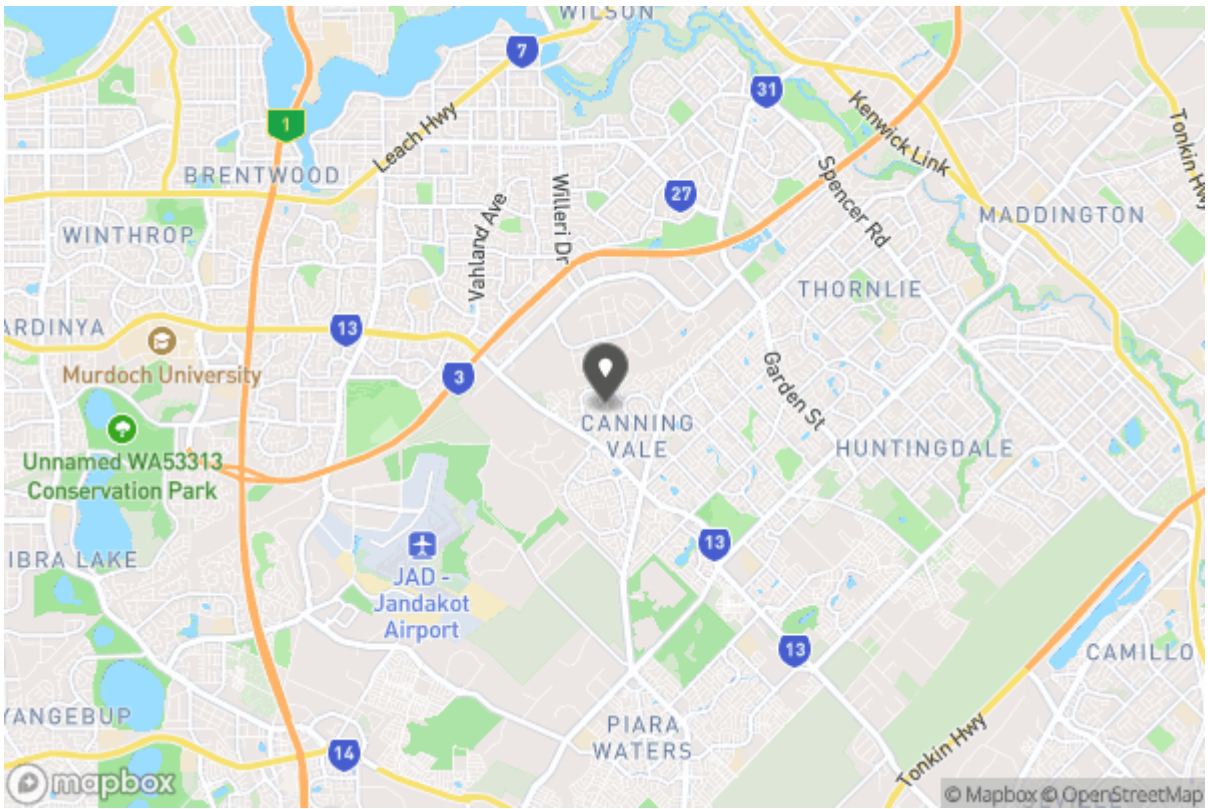 WILSON
7
31
1
Leach Hwy
Kenwick Link
Tonkin Hwy
BRENTWOOD
27
Spencer Rd
Willeri Dr
Vahland Ave
MADDINGTON
WINTHROP
THORNLIE
ARDINYA
13
Murdoch University
3
Garden St
CANNING
VALE
HUNTINGDALE
Unnamed WA53313
Conservation Park
IBRA LAKE
13
JAD -
Jandakot
Airport
13
CAMILLO
YANGEBUP
PIARA
WATERS
14
Tonkin Hwy
mapbox
© Mapbox © OpenStreetMap